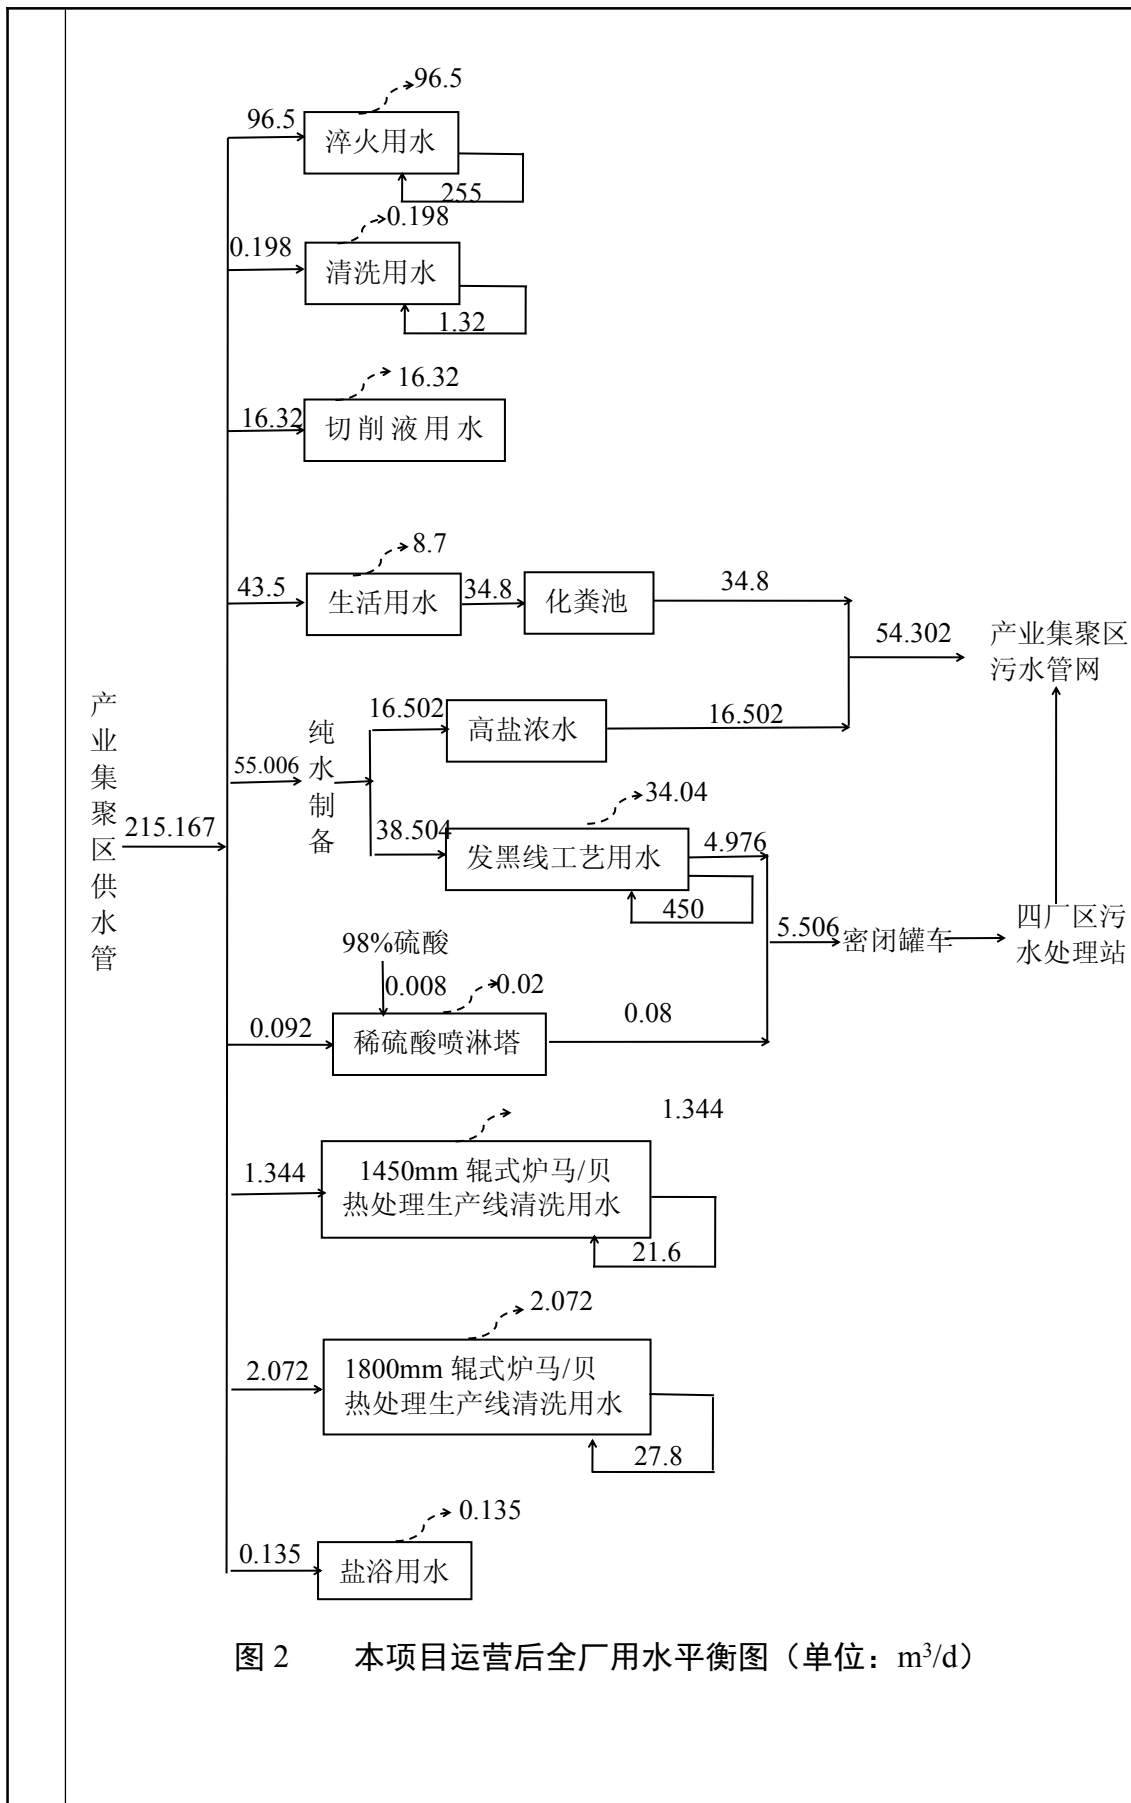 96.5
96.5
淬火用水
255
0.198
0.198
清洗用水
1.32
16.32
16.32
切削液用水
8.7
43.5
生活用水
34.8
化粪池
34.8
54.302
产业集聚区
污水管网
产业集聚区供水管
215.167
55.006
纯水制备
16.502
高盐浓水
16.502
34.04
38.504
发黑线工艺用水
4.976
450
5.506
密闭罐车
四厂区污
水处理站
98%硫酸
0.008
0.02
0.092
稀硫酸喷淋塔
0.08
1.344
1.344
1450mm 辊式炉马/贝
热处理生产线清洗用水
21.6
2.072
2.072
1800mm 辊式炉马/贝
热处理生产线清洗用水
27.8
0.135
0.135
盐浴用水
图 2 本项目运营后全厂用水平衡图（单位：m³/d）